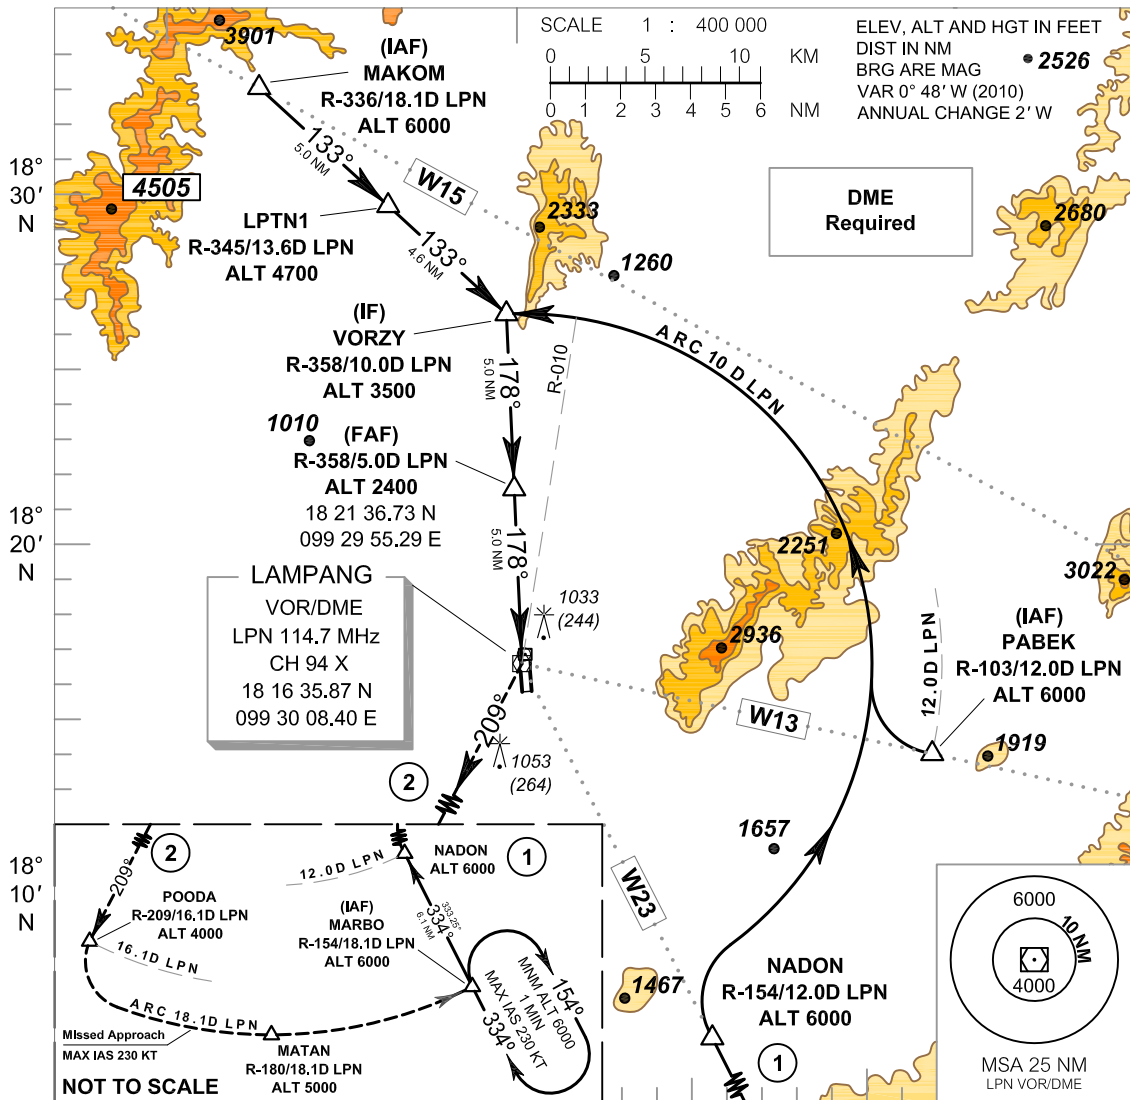 SCALE 1 : 400 000
0 5 10 KM
0 1 2 3 4 5 6 NM
ELEV, ALT AND HGT IN FEET
DIST IN NM
BRG ARE MAG
VAR 0° 48' W (2010)
ANNUAL CHANGE 2' W
2526
3901
(IAF)
MAKOM
R-336/18.1D LPN
ALT 6000
133°
5.0 NM
W15
18°
30'
N
4505
2333
DME
Required
2680
LPTN1
R-345/13.6D LPN
ALT 4700
133°
4.6 NM
1260
(IF)
VORZY
R-358/10.0D LPN
ALT 3500
ARC 10 D LPN
R-010
178°
5.0 NM
1010
(FAF)
R-358/5.0D LPN
ALT 2400
18 21 36.73 N
099 29 55.29 E
18°
20'
N
178°
5.0 NM
2251
3022
LAMPANG
VOR/DME
LPN 114.7 MHz
CH 94 X
18 16 35.87 N
099 30 08.40 E
1033
(244)
2936
12.0D LPN
(IAF)
PABEK
R-103/12.0D LPN
ALT 6000
209°
W13
1919
1053
(264)
2
1657
18°
10'
N
209°
2
12.0D LPN
NADON
ALT 6000
1
POODA
R-209/16.1D LPN
ALT 4000
16.1D LPN
(IAF)
MARBO
R-154/18.1D LPN
ALT 6000
334°
333.25°
6.1 NM
154°
MNM ALT 6000
1 MIN
MAX IAS 230 KT
334°
ARC 18.1D LPN
Missed Approach
MAX IAS 230 KT
MATAN
R-180/18.1D LPN
ALT 5000
NOT TO SCALE
W23
1467
NADON
R-154/12.0D LPN
ALT 6000
1
6000
10 NM
4000
MSA 25 NM
LPN VOR/DME